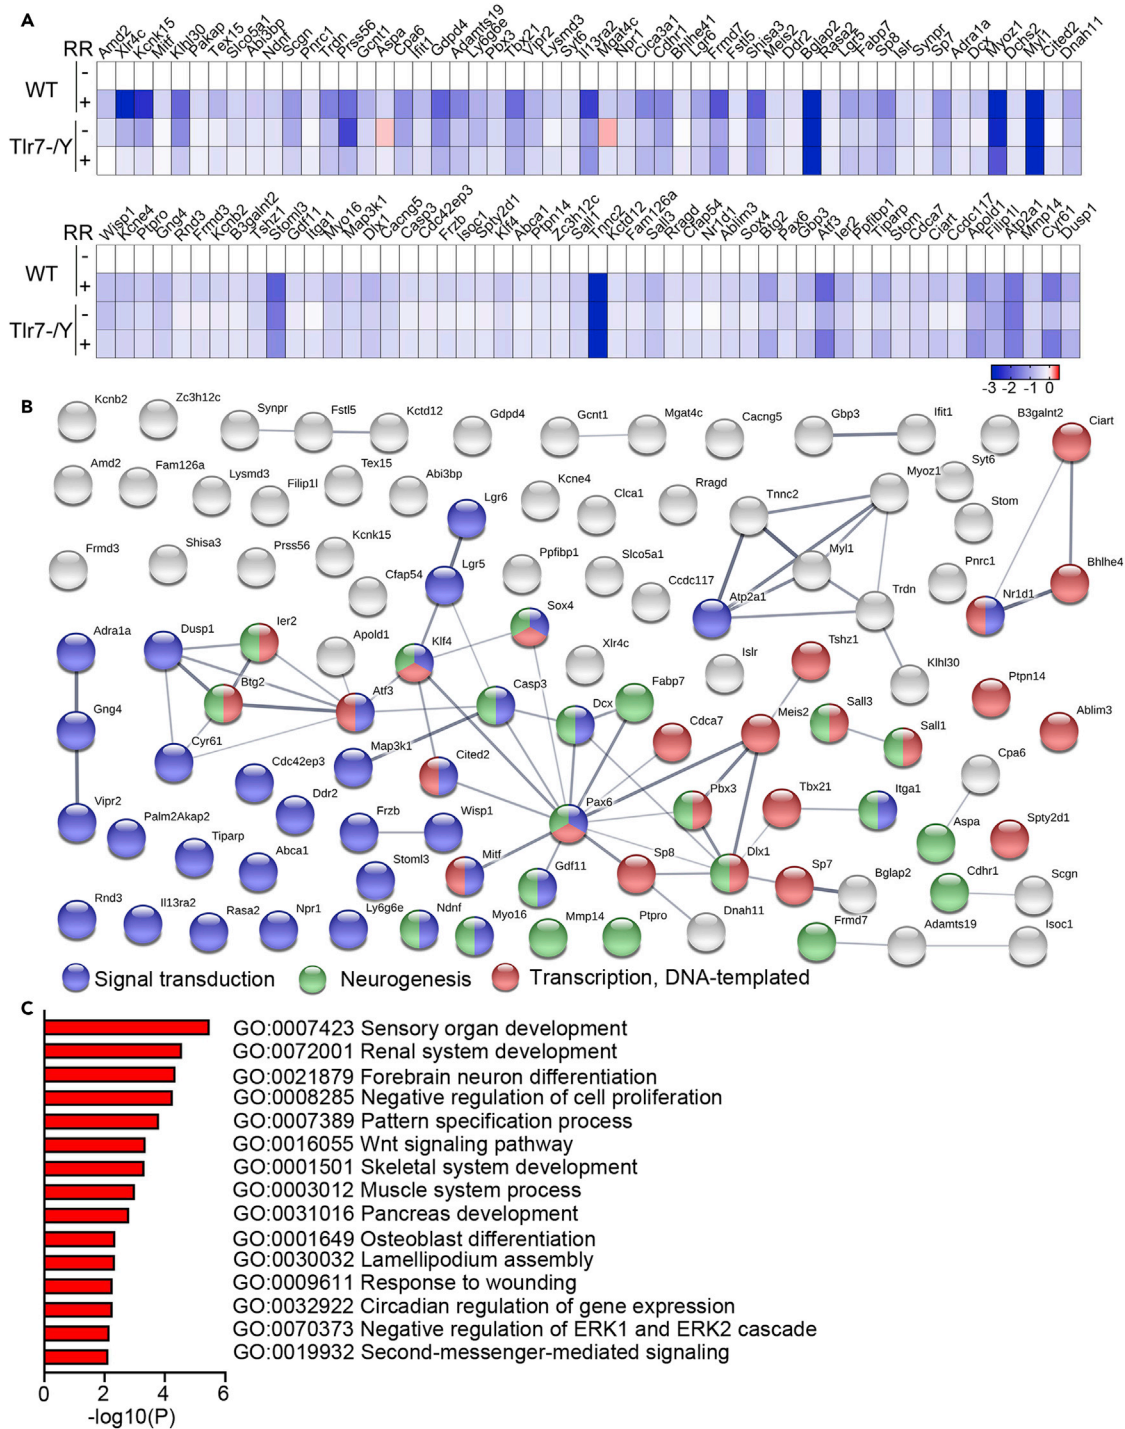 A
RR Amd2 Xlr4c Kcnk15 Mitf Klhl30 Pakap Tex15 Slco5a1 Abi3bp Ndnf Scgn Pnrc1 Trdn Prss56 Gcnt1 Aspa Cpa6 Ifit1 Gdpd4 Adamts19 Ly6g6e Pbx3 Tbx21 Vipr2 Lysmd3 Syt6 Il13ra2 Mgat4c Npr1 Clca3a1 Cdhr1 Bhlhe41 Lgr6 Frmd7 Fstl5 Shisa3 Meis2 Ddr2 Bglap2 Rasa2 Lgr5 Fabp7 Sp8 Islr Synpr Sp7 Adra1a Dcx Myoz1 Dchs2 Myl1 Cited2 Dnah11
WT
-
+
Tlr7-/Y
-
+
RR Wisp1 Kcne4 Ptpro Gng4 Rnd3 Frmd3 Kcnb2 B3galnt2 Tshz1 Stoml3 Gdf11 Itga1 Myo16 Map3k1 Dlx1 Cacng5 Casp3 Cdc42ep3 Frzb Isoc1 Spty2d1 Klf4 Abca1 Ptpn14 Zc3h12c Sall1 Tnnc2 Kctd12 Fam126a Sall3 Rragd Cfap54 Nr1d1 Ablim3 Sox4 Btg2 Pax6 Gbp3 Atf3 Ier2 Ppfibp1 Tiparp Stom Cdca7 Ciart Ccdc117 Apold1 Filip1l Atp2a1 Mmp14 Cyr61 Dusp1
WT
-
+
Tlr7-/Y
-
+
-3 -2 -1 0
B
Kcnb2 Zc3h12c Synpr Fstl5 Kctd12 Gdpd4 Gcnt1 Mgat4c Cacng5 Gbp3 Ifit1 B3galnt2 Ciart
Amd2 Fam126a Lysmd3 Filip1l Tex15 Abi3bp Lgr6 Kcne4 Clca1 Rragd Tnnc2 Myoz1 Syt6 Stom
Frmd3 Shisa3 Prss56 Kcnk15 Cfap54 Lgr5 Ppfibp1 Slco5a1 Ccdc117 Atp2a1 Myl1 Trdn Pnrc1 Nr1d1 Bhlhe4
Adra1a Dusp1 Ier2 Apold1 Klf4 Sox4 Xlr4c Islr Tshz1 Klhl30 Ptpn14
Gng4 Btg2 Cyr61 Atf3 Casp3 Dcx Fabp7 Cdca7 Meis2 Sall3 Sall1 Ablim3
Vipr2 Palm2Akap2 Cdc42ep3 Ddr2 Map3k1 Cited2 Pax6 Pbx3 Tbx21 Itga1 Cpa6
Tiparp Abca1 Frzb Wisp1 Stoml3 Mitf Gdf11 Sp8 Dlx1 Sp7 Bglap2 Aspa Spty2d1
Rnd3 Il13ra2 Rasa2 Npr1 Ly6g6e Ndnf Myo16 Mmp14 Ptpro Dnah11 Frmd7 Cdhr1 Scgn Adamts19 Isoc1
Signal transduction Neurogenesis Transcription, DNA-templated
C
GO:0007423 Sensory organ development
GO:0072001 Renal system development
GO:0021879 Forebrain neuron differentiation
GO:0008285 Negative regulation of cell proliferation
GO:0007389 Pattern specification process
GO:0016055 Wnt signaling pathway
GO:0001501 Skeletal system development
GO:0003012 Muscle system process
GO:0031016 Pancreas development
GO:0001649 Osteoblast differentiation
GO:0030032 Lamellipodium assembly
GO:0009611 Response to wounding
GO:0032922 Circadian regulation of gene expression
GO:0070373 Negative regulation of ERK1 and ERK2 cascade
GO:0019932 Second-messenger-mediated signaling
0 2 4 6
-log10(P)